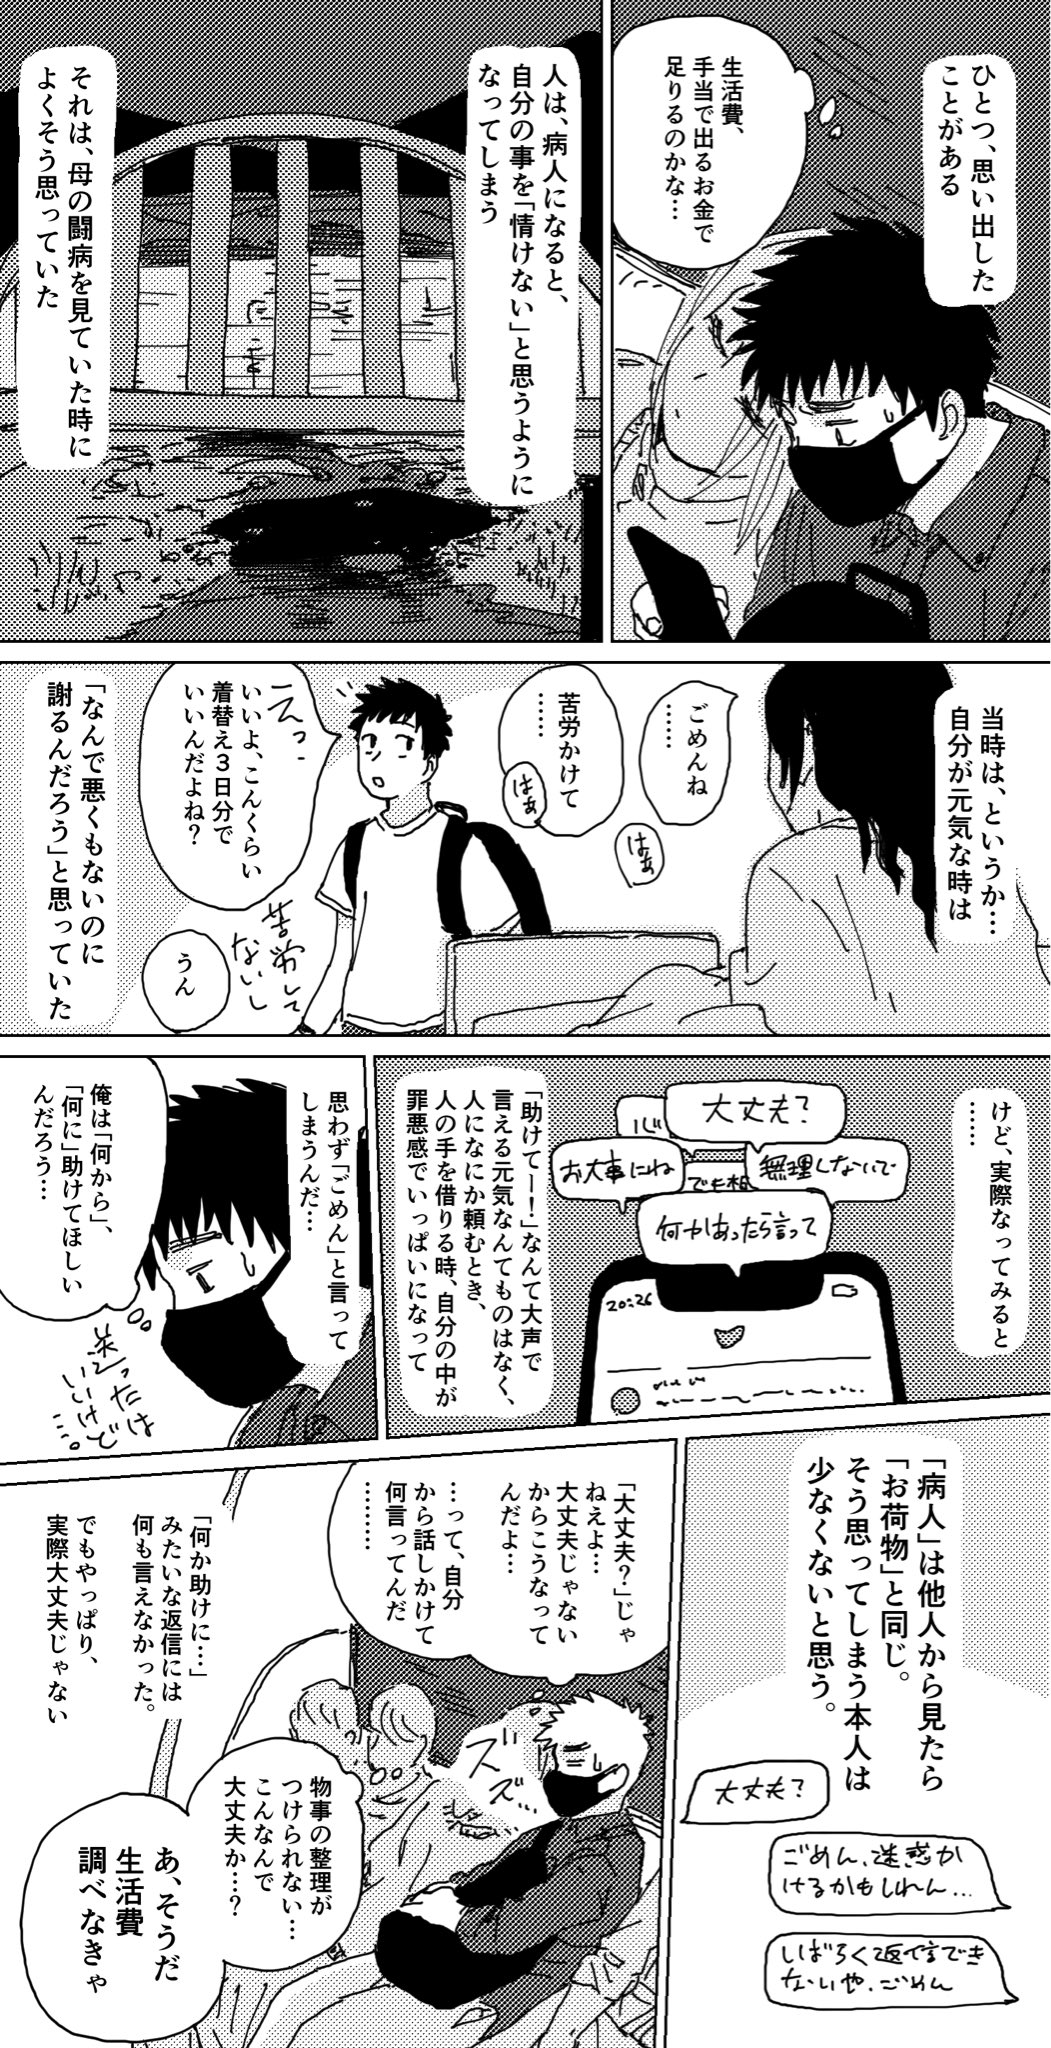 ひとつ、思い出した
ことがある
生活費、
手当で出るお金で
足りるのかな…
人は、病人になると、
自分の事を「情けない」と思うように
なってしまう
それは、母の闘病を見ていた時に
よくそう思っていた
当時は、というか…
自分が元気な時は
ごめんね
……
苦労かけて
……
はぁ
はぁ
えっ
いいよ、こんくらい
着替え3日分で
いいんだよね?
苦労して
ないし
うん
「なんで悪くもないのに
謝るんだろう」と思っていた
けど、実際なってみると
……
大丈夫?
お大事にね
無理しないで
何かあったら言って
20:26
「助けてー!」なんて大声で
言える元気なんてものはなく、
人になにか頼むとき、
人の手を借りる時、自分の中が
罪悪感でいっぱいになって
思わず「ごめん」と言って
しまうんだ…
俺は「何から」、
「何に」助けてほしい
んだろう…
送ったは
いいけど
…。
「病人」は他人から見たら
「お荷物」と同じ。
そう思ってしまう本人は
少なくないと思う。
大丈夫?
ごめん、迷惑か
けるかもしれん…
しばらく返信でき
ないや、ごめん
「大丈夫?」じゃ
ねえよ…
大丈夫じゃない
からこうなって
んだよ…
…って、自分
から話しかけて
何言ってんだ
………
ズズ…
「何か助けに…」
みたいな返信には
何も言えなかった。
でもやっぱり、
実際大丈夫じゃない
物事の整理が
つけられない…
こんなんで
大丈夫か…?
あ、そうだ
生活費
調べなきゃ